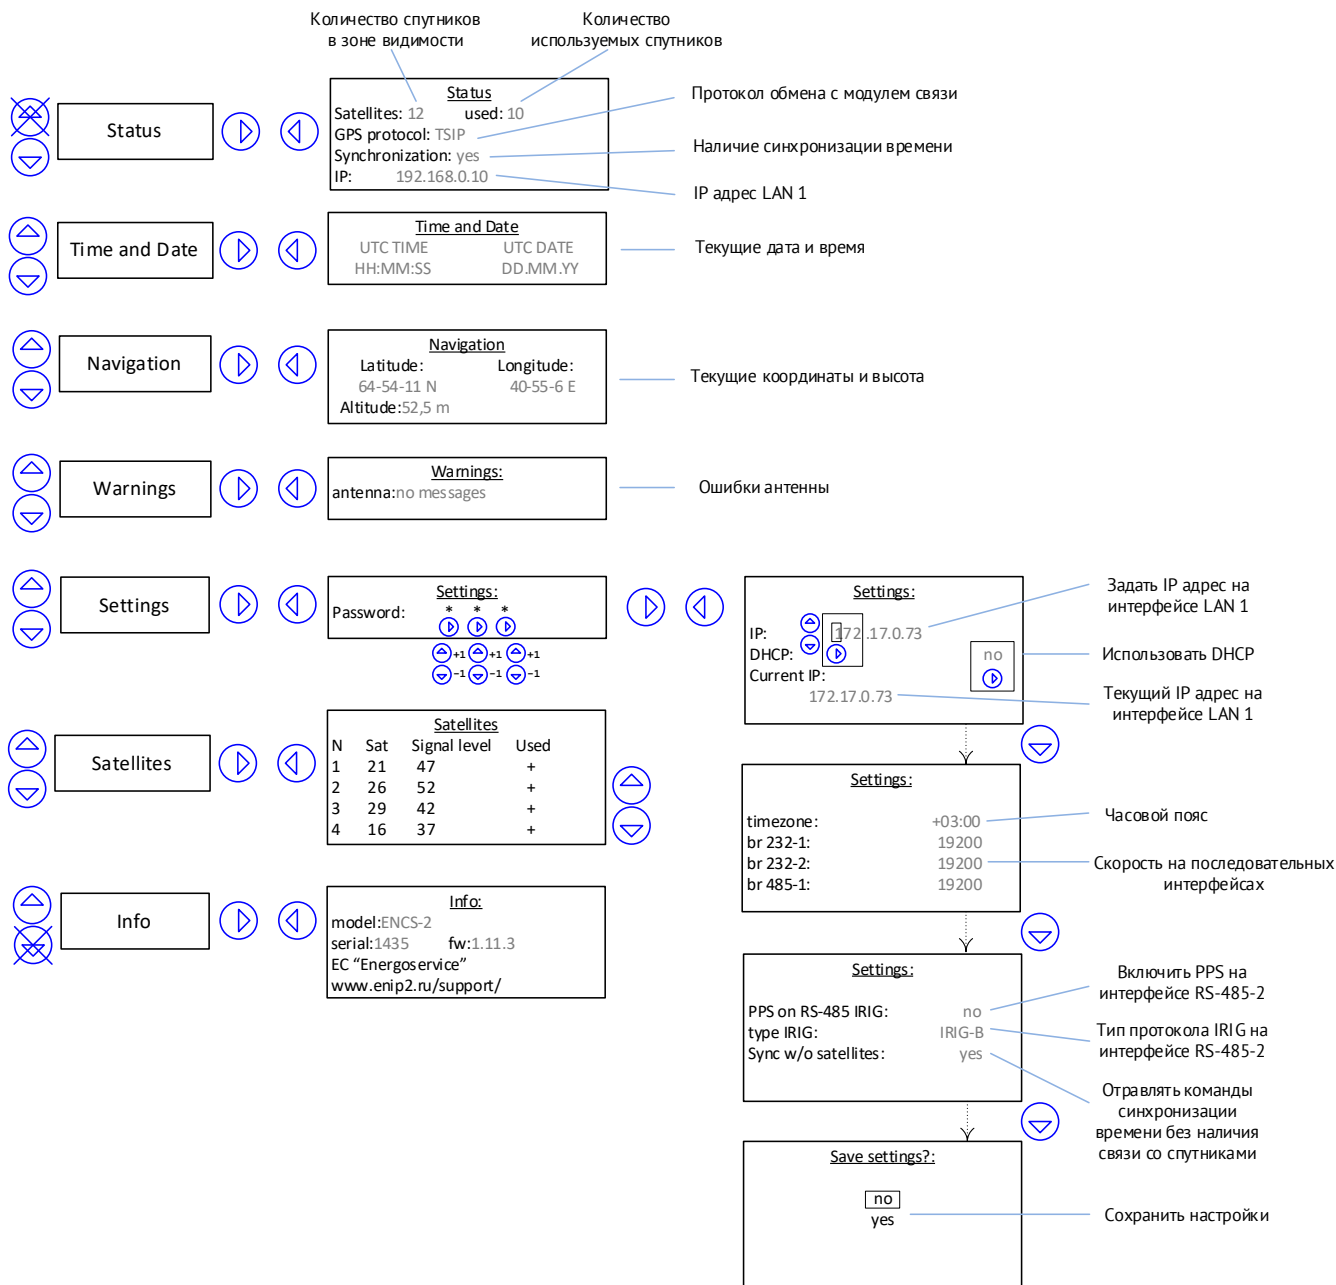 Количество спутников
в зоне видимости
Количество
используемых спутников
Status
Status
Satellites: 12 used: 10
GPS protocol: TSIP
Synchronization: yes
IP: 192.168.0.10
Протокол обмена с модулем связи
Наличие синхронизации времени
IP адрес LAN 1
Time and Date
Time and Date
UTC TIME UTC DATE
HH:MM:SS DD.MM.YY
Текущие дата и время
Navigation
Navigation
Latitude: Longitude:
64-54-11 N 40-55-6 E
Altitude:52,5 m
Текущие координаты и высота
Warnings
Warnings:
antenna:no messages
Ошибки антенны
Settings
Settings:
Password: * * *
+1 +1 +1
-1 -1 -1
Settings:
IP: 172.17.0.73
DHCP: no
Current IP:
172.17.0.73
Задать IP адрес на
интерфейсе LAN 1
Использовать DHCP
Текущий IP адрес на
интерфейсе LAN 1
Satellites
Satellites
N Sat Signal level Used
1 21 47 +
2 26 52 +
3 29 42 +
4 16 37 +
Settings:
timezone: +03:00
br 232-1: 19200
br 232-2: 19200
br 485-1: 19200
Часовой пояс
Скорость на последовательных
интерфейсах
Info
Info:
model:ENCS-2
serial:1435 fw:1.11.3
EC “Energoservice”
www.enip2.ru/support/
Settings:
PPS on RS-485 IRIG: no
type IRIG: IRIG-B
Sync w/o satellites: yes
Включить PPS на
интерфейсе RS-485-2
Тип протокола IRIG на
интерфейсе RS-485-2
Отравлять команды
синхронизации
времени без наличия
связи со спутниками
Save settings?:
no
yes
Сохранить настройки